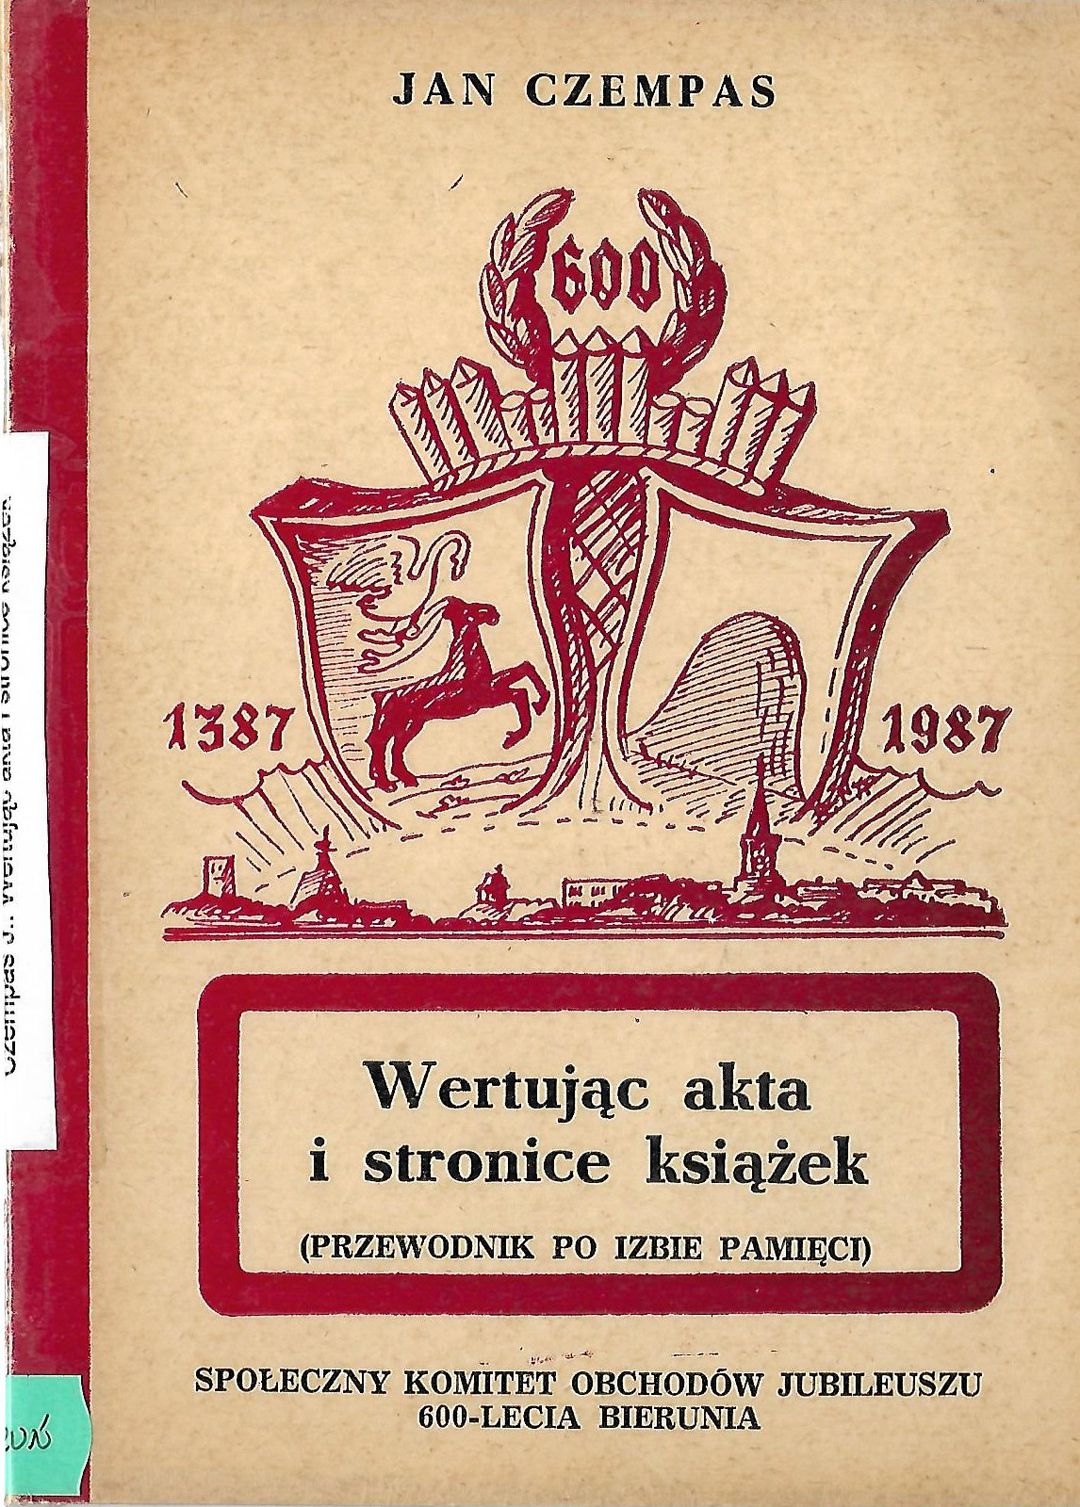 JAN CZEMPAS
600
1387
1987
Wertując akta
i stronice książek
(PRZEWODNIK PO IZBIE PAMIĘCI)
SPOŁECZNY KOMITET OBCHODÓW JUBILEUSZU
600-LECIA BIERUNIA